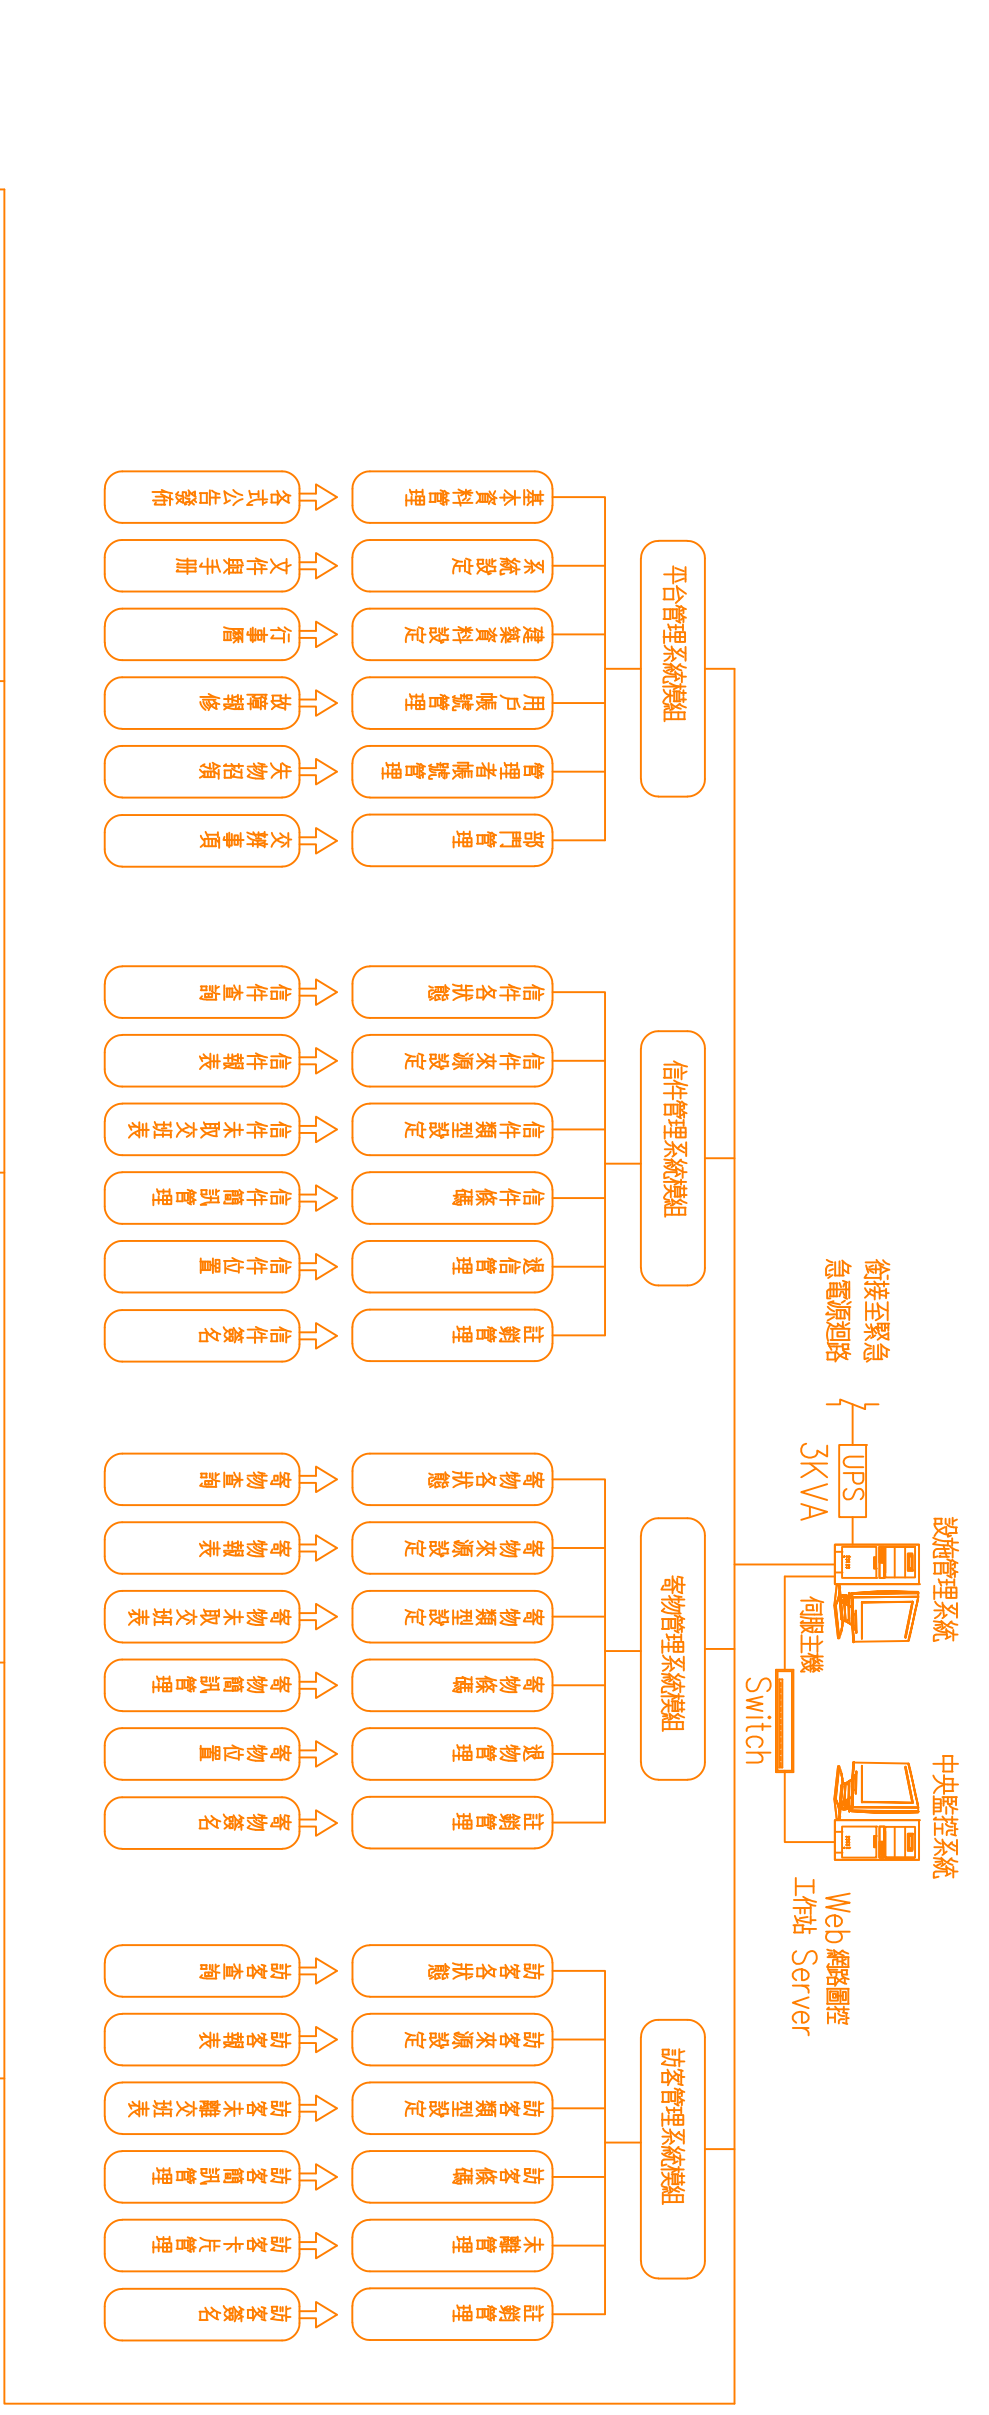 設施管理系統
中央監控系統
銜接至緊急
急電源迴路
UPS
3KVA
伺服主機
Switch
Web網路圖控
工作站 Server
平台管理系統模組
基本資料管理
系統設定
建築資料設定
用戶帳號管理
管理者帳號管理
部門管理
各式公告發佈
文件與手冊
行事曆
故障報修
失物招領
交辦事項
信件管理系統模組
信件各狀態
信件來源設定
信件類型設定
信件條碼
退信管理
註銷管理
信件查詢
信件報表
信件未取交班表
信件簡訊管理
信件位置
信件簽名
寄物管理系統模組
寄物各狀態
寄物來源設定
寄物類型設定
寄物條碼
退物管理
註銷管理
寄物查詢
寄物報表
寄物未取交班表
寄物簡訊管理
寄物位置
寄物簽名
訪客管理系統模組
訪客各狀態
訪客來源設定
訪客類型設定
訪客條碼
未離管理
註銷管理
訪客查詢
訪客報表
訪客未離交班表
訪客簡訊管理
訪客卡片管理
訪客簽名